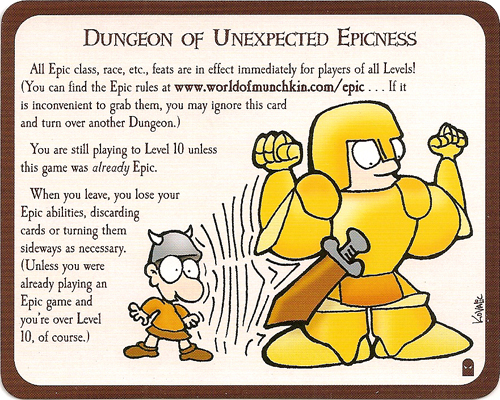 DUNGEON OF UNEXPECTED EPICNESS
All Epic class, race, etc., feats are in effect immediately for players of all Levels!
(You can find the Epic rules at www.worldofmunchkin.com/epic . . . If it
is inconvenient to grab them, you may ignore this card
and turn over another Dungeon.)
You are still playing to Level 10 unless
this game was already Epic.
When you leave, you lose your
Epic abilities, discarding
cards or turning them
sideways as necessary.
(Unless you were
already playing an
Epic game and
you're over Level
10, of course.)
KOVALIC